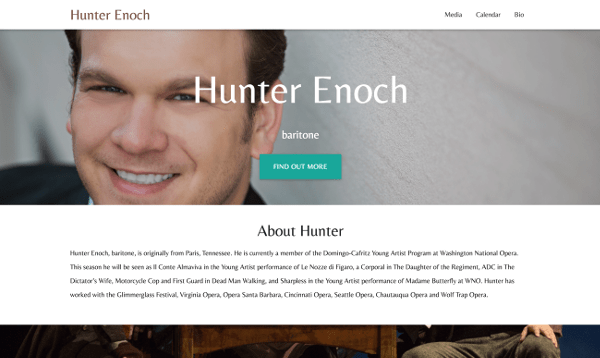 Hunter Enoch
Media Calendar Bio
Hunter Enoch
baritone
FIND OUT MORE
About Hunter
Hunter Enoch, baritone, is originally from Paris, Tennessee. He is currently a member of the Domingo-Cafritz Young Artist Program at Washington National Opera.
This season he will be seen as Il Conte Almaviva in the Young Artist performance of Le Nozze di Figaro, a Corporal in The Daughter of the Regiment, ADC in The
Dictator's Wife, Motorcycle Cop and First Guard in Dead Man Walking, and Sharpless in the Young Artist performance of Madame Butterfly at WNO. Hunter has
worked with the Glimmerglass Festival, Virginia Opera, Opera Santa Barbara, Cincinnati Opera, Seattle Opera, Chautauqua Opera and Wolf Trap Opera.